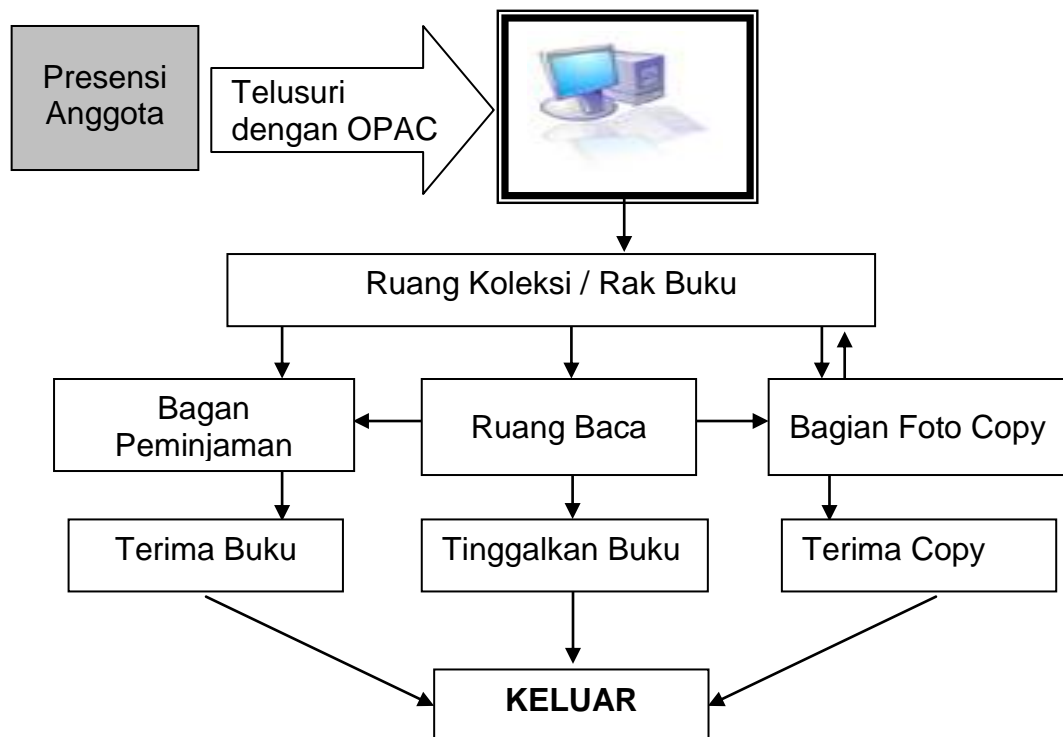 Presensi
Anggota
Telusuri
dengan OPAC
Ruang Koleksi / Rak Buku
Bagan
Peminjaman
Ruang Baca
Bagian Foto Copy
Terima Buku
Tinggalkan Buku
Terima Copy
KELUAR